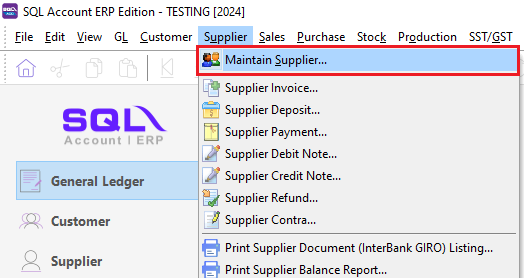 SQL Account ERP Edition - TESTING [2024]
File Edit View GL Customer Supplier Sales Purchase Stock Production SST/GST
Maintain Supplier...
Supplier Invoice...
Supplier Deposit...
Supplier Payment...
Supplier Debit Note...
Supplier Credit Note...
Supplier Refund...
Supplier Contra...
Print Supplier Document (InterBank GIRO) Listing...
Print Supplier Balance Report...
SQL
Account | ERP
General Ledger
Customer
Supplier